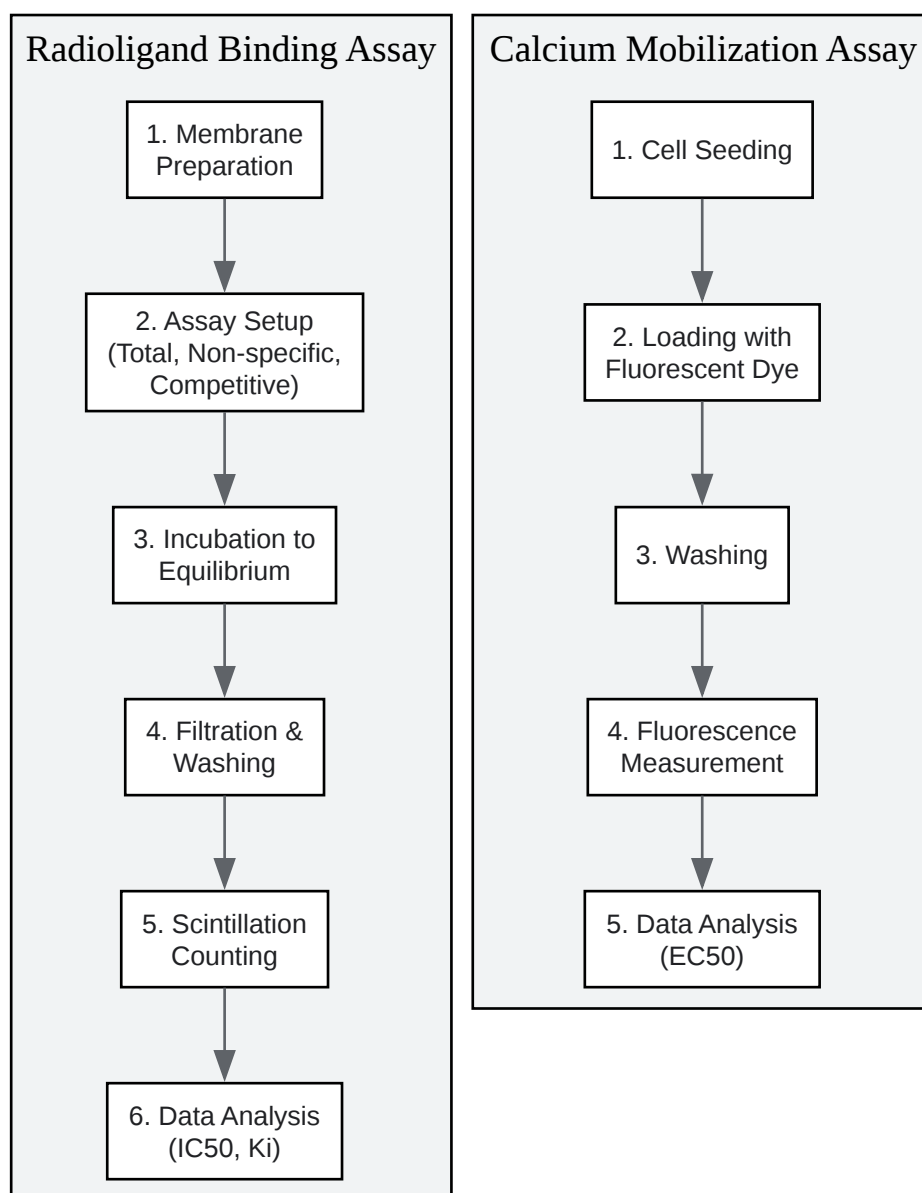 Radioligand Binding Assay
1. Membrane
Preparation
2. Assay Setup
(Total, Non-specific,
Competitive)
3. Incubation to
Equilibrium
4. Filtration &
Washing
5. Scintillation
Counting
6. Data Analysis
(IC50, Ki)
Calcium Mobilization Assay
1. Cell Seeding
2. Loading with
Fluorescent Dye
3. Washing
4. Fluorescence
Measurement
5. Data Analysis
(EC50)